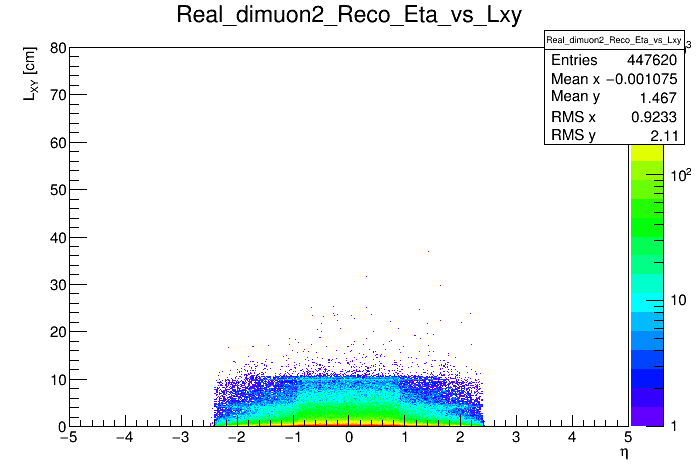 Real_dimuon2_Reco_Eta_vs_Lxy
Real_dimuon2_Reco_Eta_vs_Lxy
Entries 447620
Mean x −0.001075
Mean y 1.467
RMS x 0.9233
RMS y 2.11
L_XY [cm]
80
70
60
50
40
30
20
10
0
−5 −4 −3 −2 −1 0 1 2 3 4 5
η
3
10²
10
1